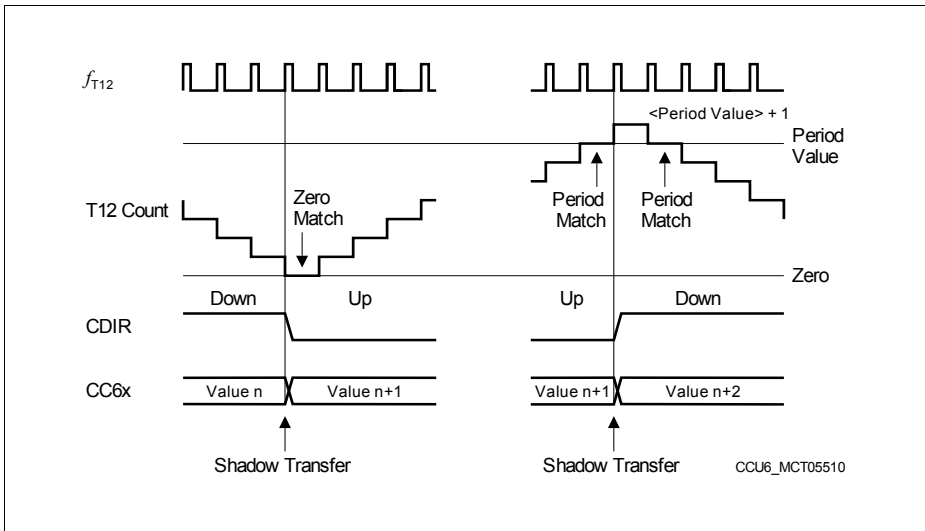 fT12
<Period Value> + 1
Period
Value
Zero
Match
Period
Match
Period
Match
T12 Count
Zero
Down
Up
Up
Down
CDIR
CC6x
Value n
Value n+1
Value n+1
Value n+2
Shadow Transfer
Shadow Transfer
CCU6_MCT05510